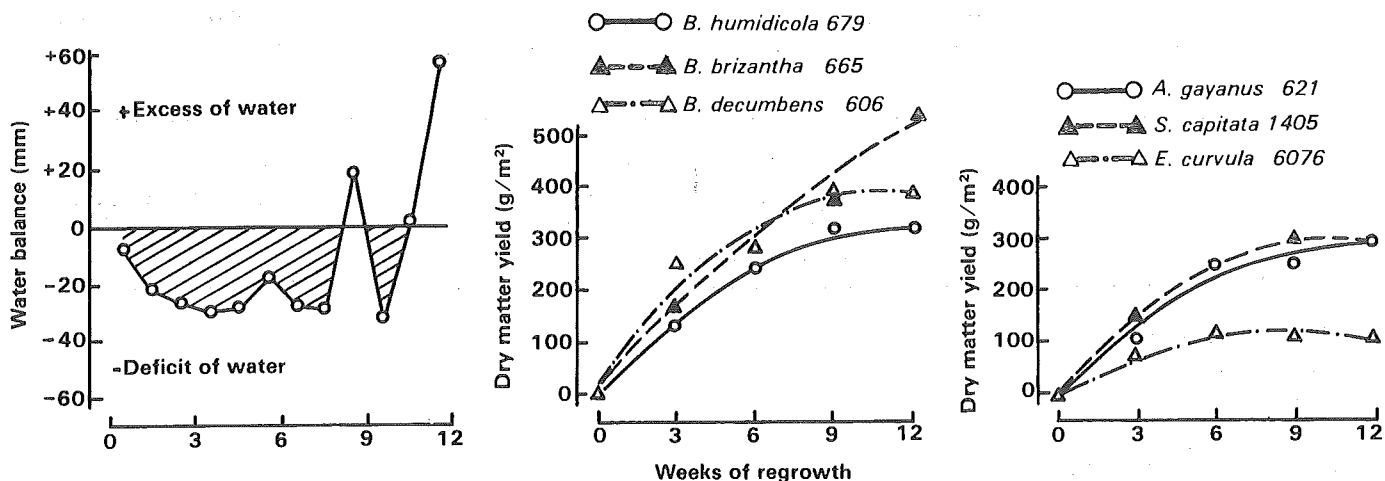 Water balance (mm)
+60
+40
+20
0
-20
-40
-60
+Excess of water
-Deficit of water
0 3 6 9 12
B. humidicola 679
B. brizantha 665
B. decumbens 606
Dry matter yield (g/m²)
500
400
300
200
100
0
0 3 6 9 12
Weeks of regrowth
A. gayanus 621
S. capitata 1405
E. curvula 6076
Dry matter yield (g/m²)
400
300
200
100
0
0 3 6 9 12